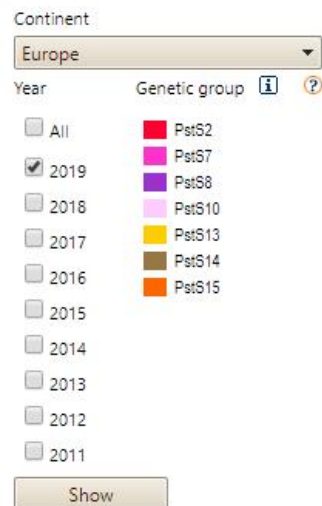 Continent
Europe
Year Genetic group i ?
All PstS2
2019 PstS7
2018 PstS8
2017 PstS10
2016 PstS13
2015 PstS14
2014 PstS15
2013
2012
2011
Show